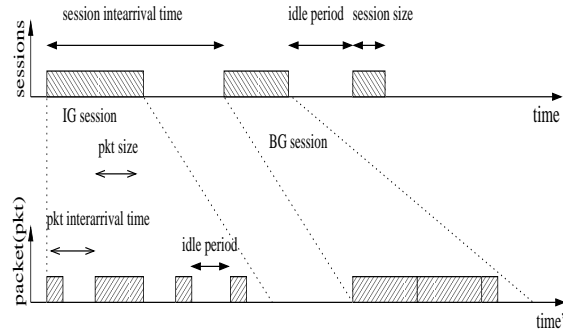 session intearrival time
idle period
session size
sessions
time
IG session
BG session
pkt size
pkt interarrival time
idle period
packet(pkt)
time'